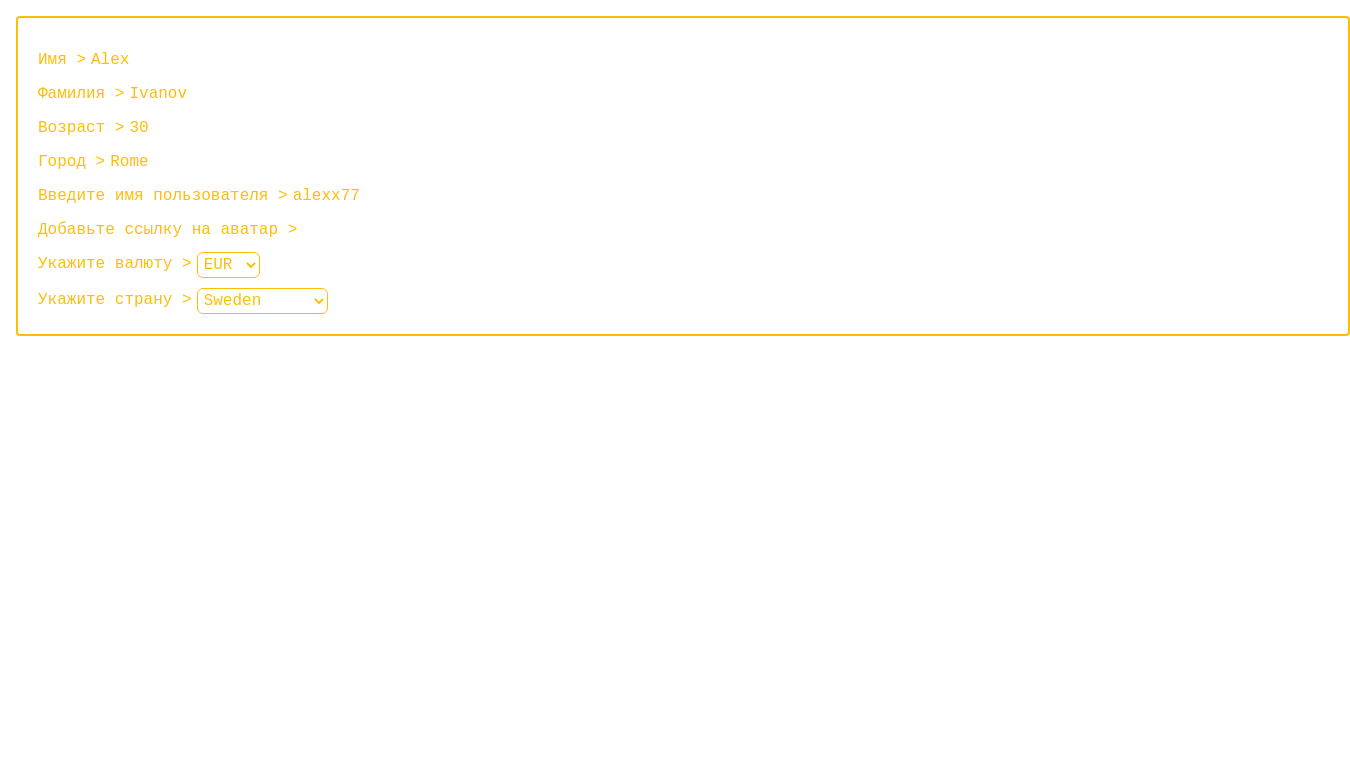 Имя > Alex
Фамилия > Ivanov
Возраст > 30
Город > Rome
Введите имя пользователя > alexx77
Добавьте ссылку на аватар >
Укажите валюту > EUR
Укажите страну > Sweden